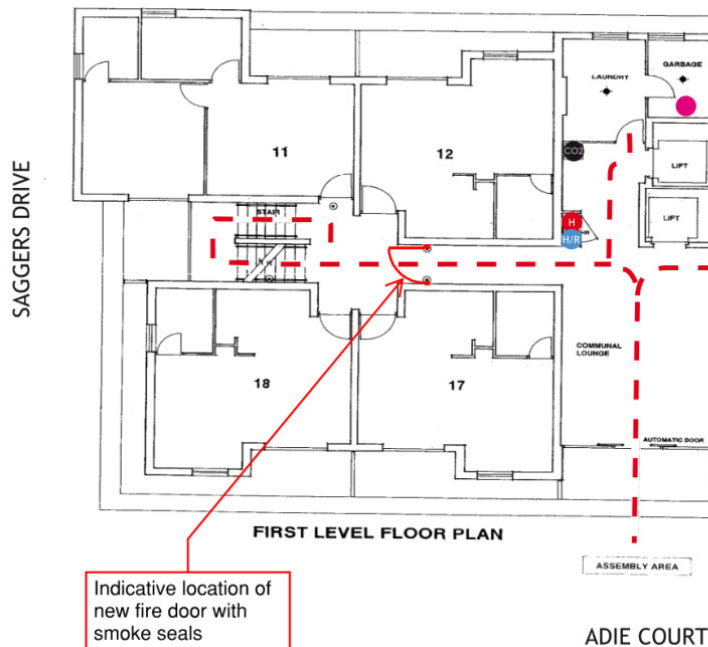 LAUNDRY
GARBAGE
CO2
11
12
LIFT
LIFT
STAIR
H
H/R
SAGGERS DRIVE
COMMUNAL
LOUNGE
18
17
AUTOMATIC DOOR
FIRST LEVEL FLOOR PLAN
ASSEMBLY AREA
Indicative location of
new fire door with
smoke seals
ADIE COURT